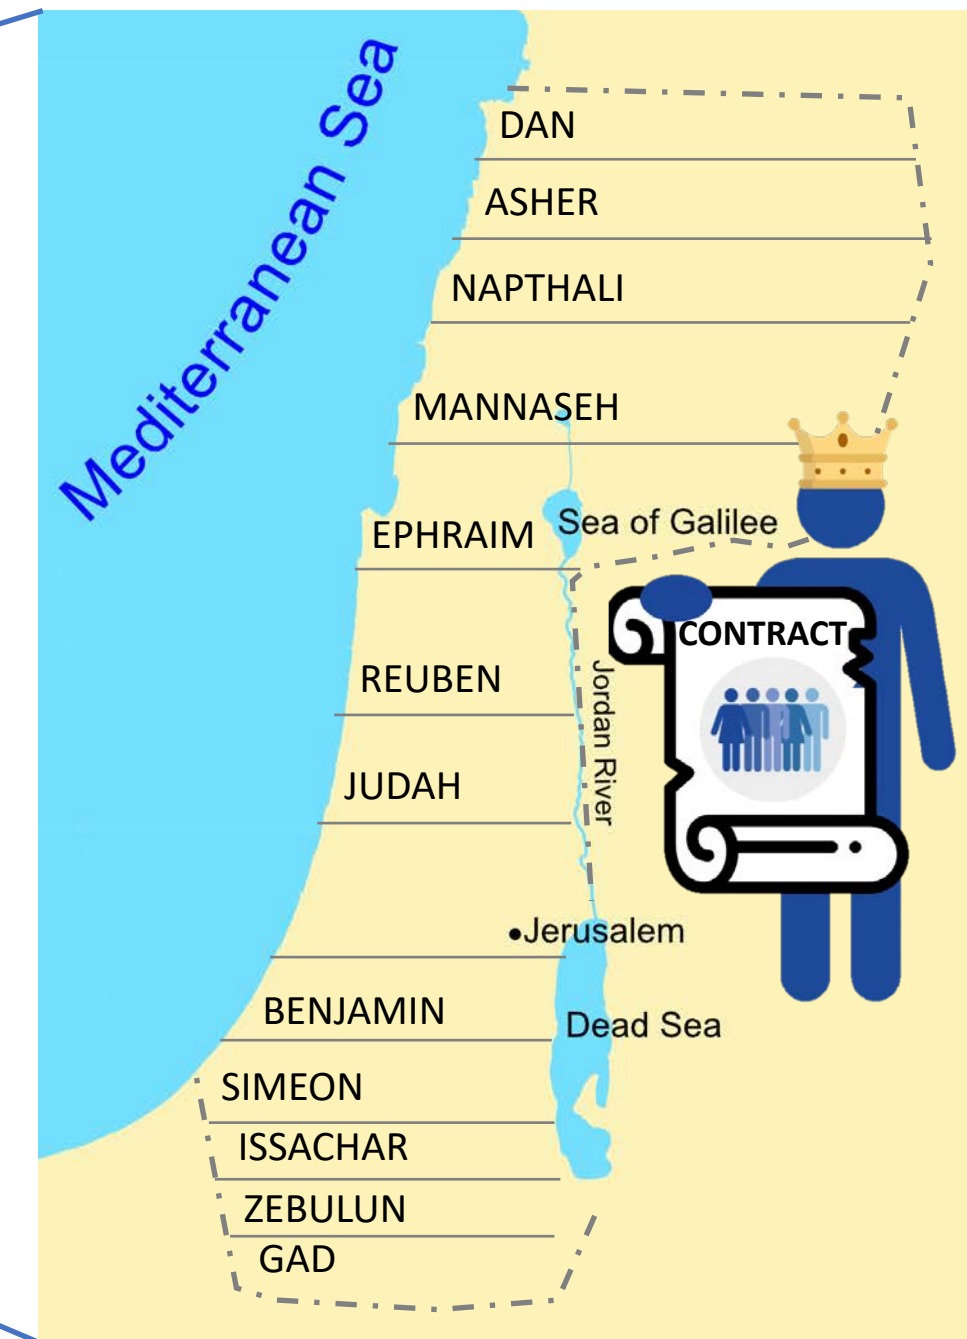 Mediterranean Sea
DAN
ASHER
NAPTHALI
MANNASEH
EPHRAIM
Sea of Galilee
CONTRACT
REUBEN
Jordan River
JUDAH
Jerusalem
BENJAMIN
Dead Sea
SIMEON
ISSACHAR
ZEBULUN
GAD